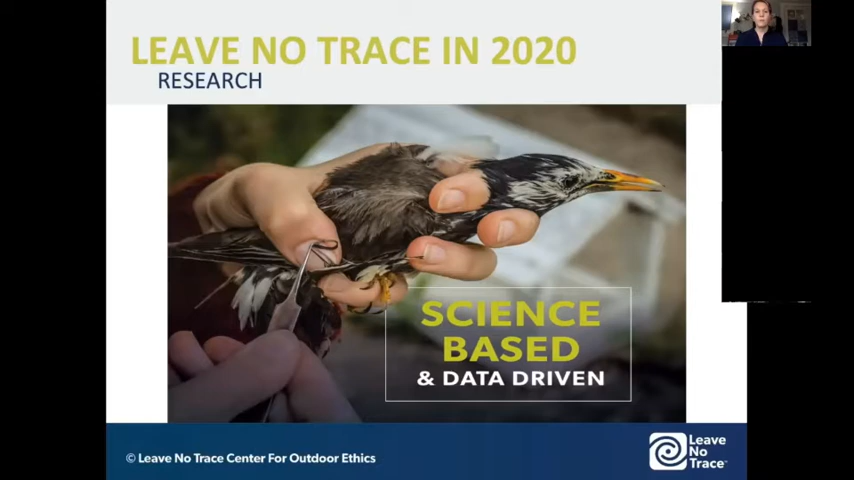 LEAVE NO TRACE IN 2020
RESEARCH
SCIENCE
BASED
& DATA DRIVEN
© Leave No Trace Center For Outdoor Ethics
Leave
No
Trace™